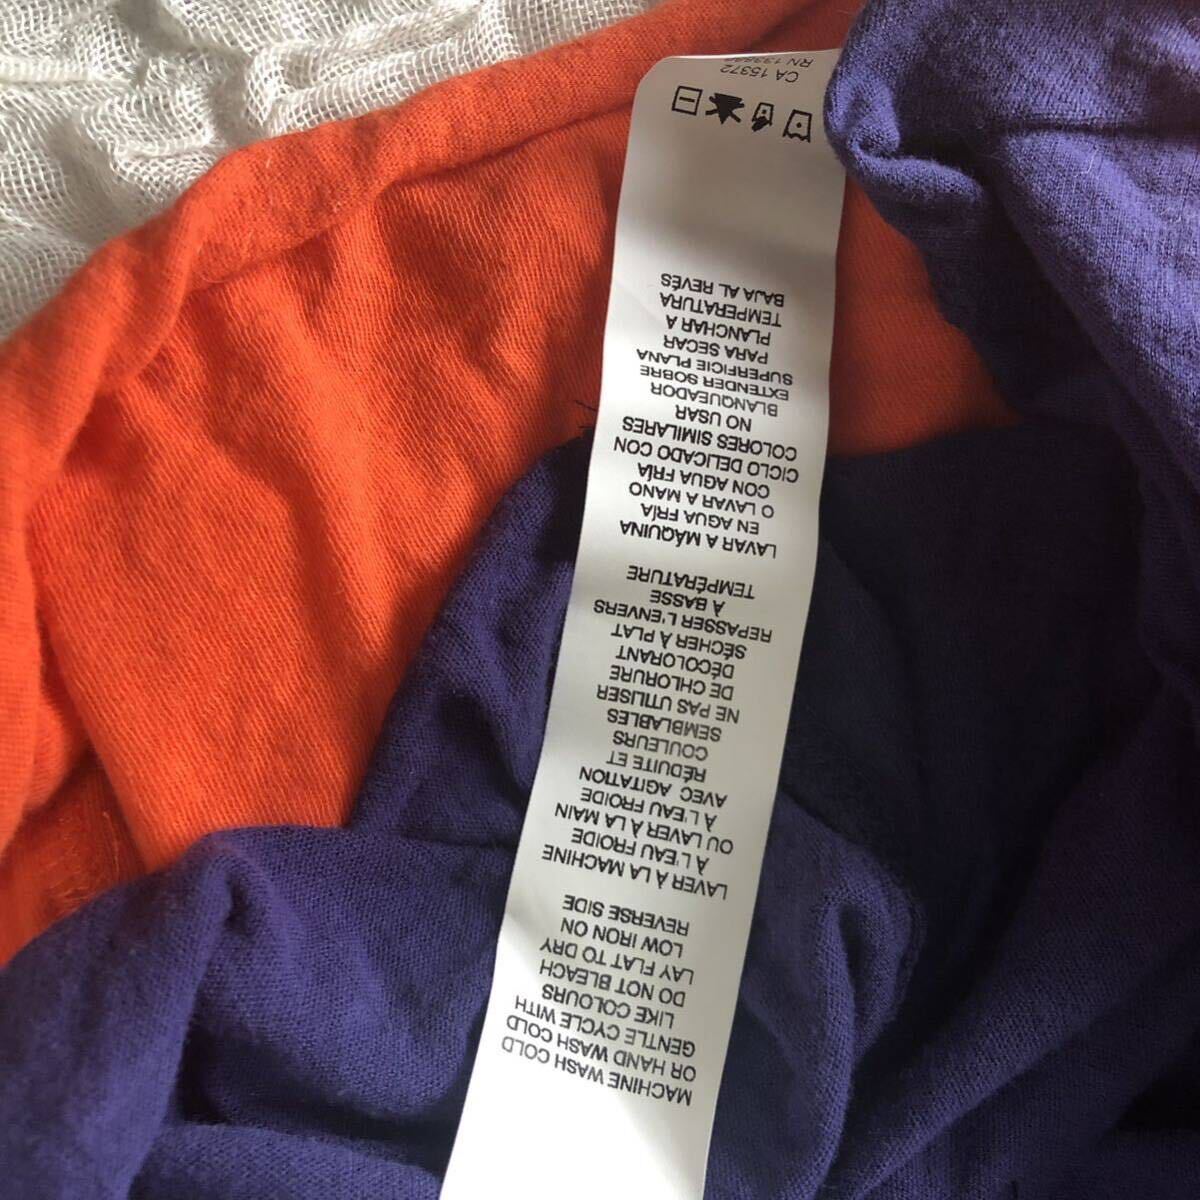 MACHINE WASH COLD
OR HAND WASH COLD
GENTLE CYCLE WITH
LIKE COLOURS
DO NOT BLEACH
LAY FLAT TO DRY
LOW IRON ON
REVERSE SIDE
LAVER À LA MACHINE
À L'EAU FROIDE
OU LAVER À LA MAIN
À L'EAU FROIDE
AVEC AGITATION
RÉDUITE ET
COULEURS
SEMBLABLES
NE PAS UTILISER
DE CHLORURE
DÉCOLORANT
SÉCHER À PLAT
REPASSER L'ENVERS
A BASSE
TEMPÉRATURE
LAVAR A MÁQUINA
EN AGUA FRÍA
O LAVAR A MANO
CON AGUA FRÍA
CICLO DELICADO CON
COLORES SIMILARES
NO USAR
BLANQUEADOR
EXTENDER SOBRE
SUPERFICIE PLANA
PARA SECAR
PLANCHAR A
TEMPERATURA
BAJA AL REVÉS
CA 15372
RN